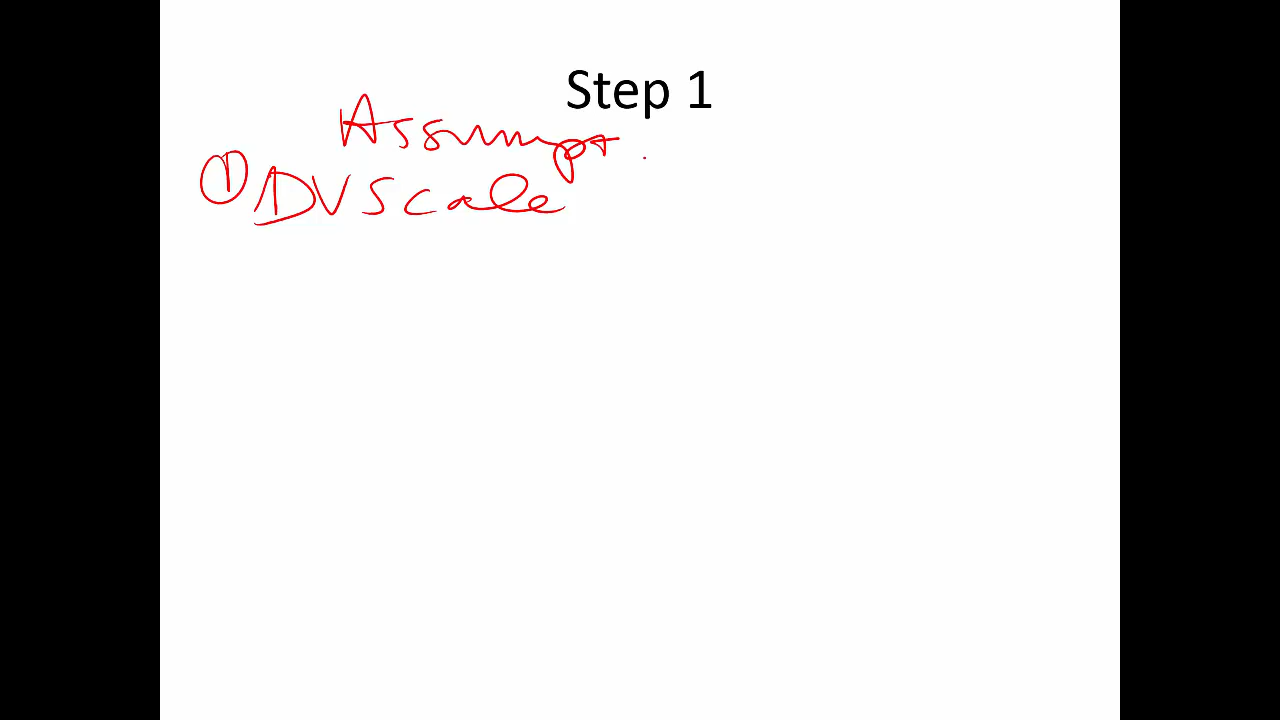 Step 1
Assumpt.
① DV Scale